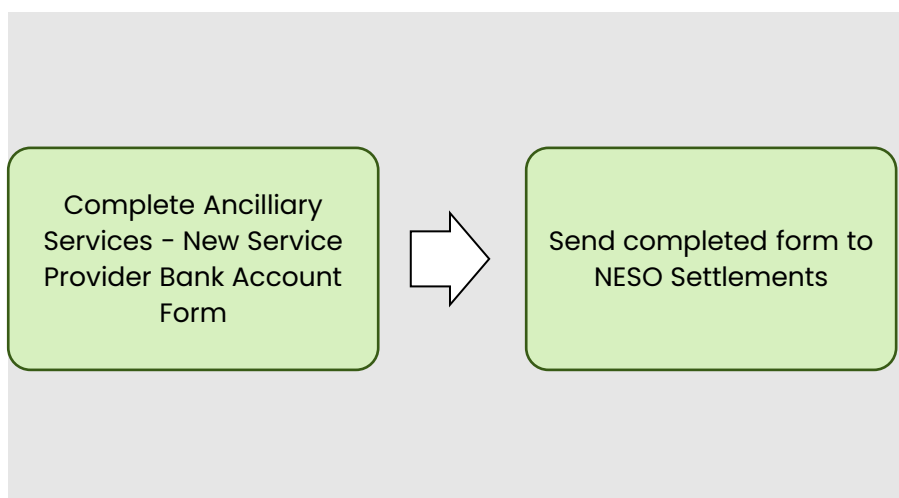 Complete Ancilliary
Services - New Service
Provider Bank Account
Form
Send completed form to
NESO Settlements